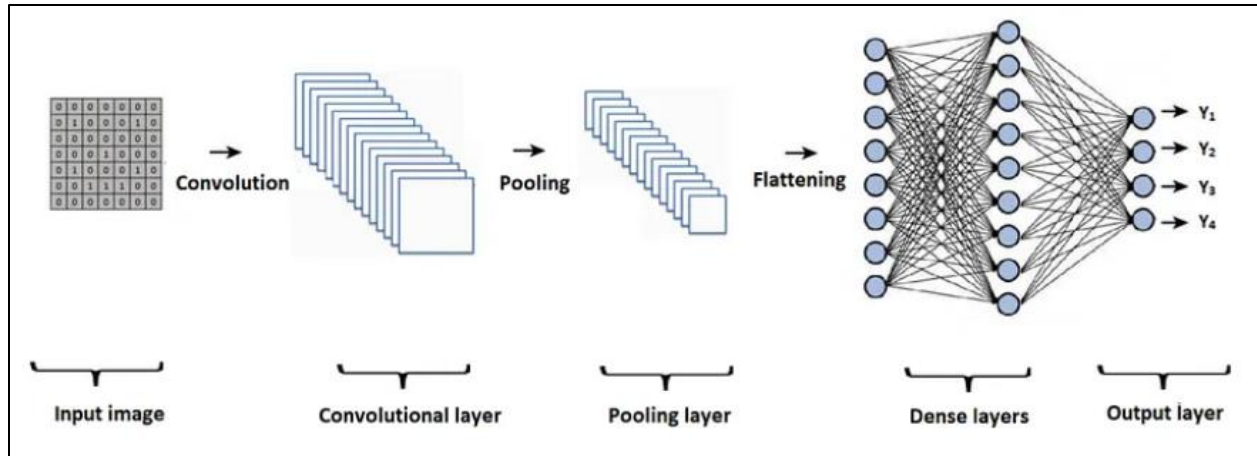 0 0 0 0 0 0 0
0 1 0 0 0 1 0
0 0 0 0 0 0 0
0 0 0 1 0 0 0
0 1 0 0 0 1 0
0 0 1 1 1 0 0
0 0 0 0 0 0 0
Convolution
Pooling
Flattening
Y₁
Y₂
Y₃
Y₄
Input image
Convolutional layer
Pooling layer
Dense layers
Output layer